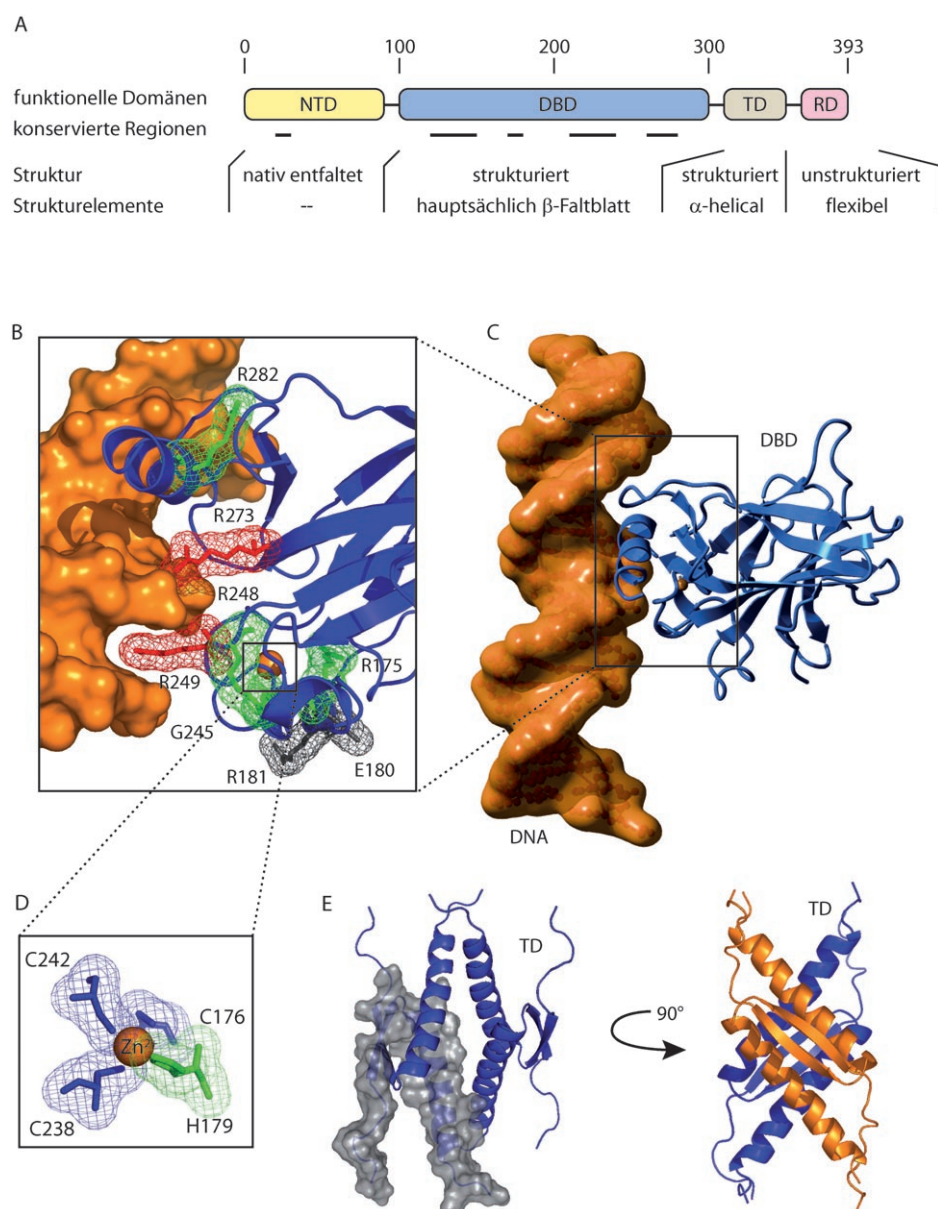 A
0 100 200 300 393
funktionelle Domänen NTD DBD TD RD
konservierte Regionen
Struktur nativ entfaltet strukturiert strukturiert unstrukturiert
Strukturelemente -- hauptsächlich β-Faltblatt α-helical flexibel
B
R282
R273
R248
R249
R175
G245
R181
E180
C
DBD
DNA
D
C242
C176
Zn²⁺
C238
H179
E
TD
90°
TD